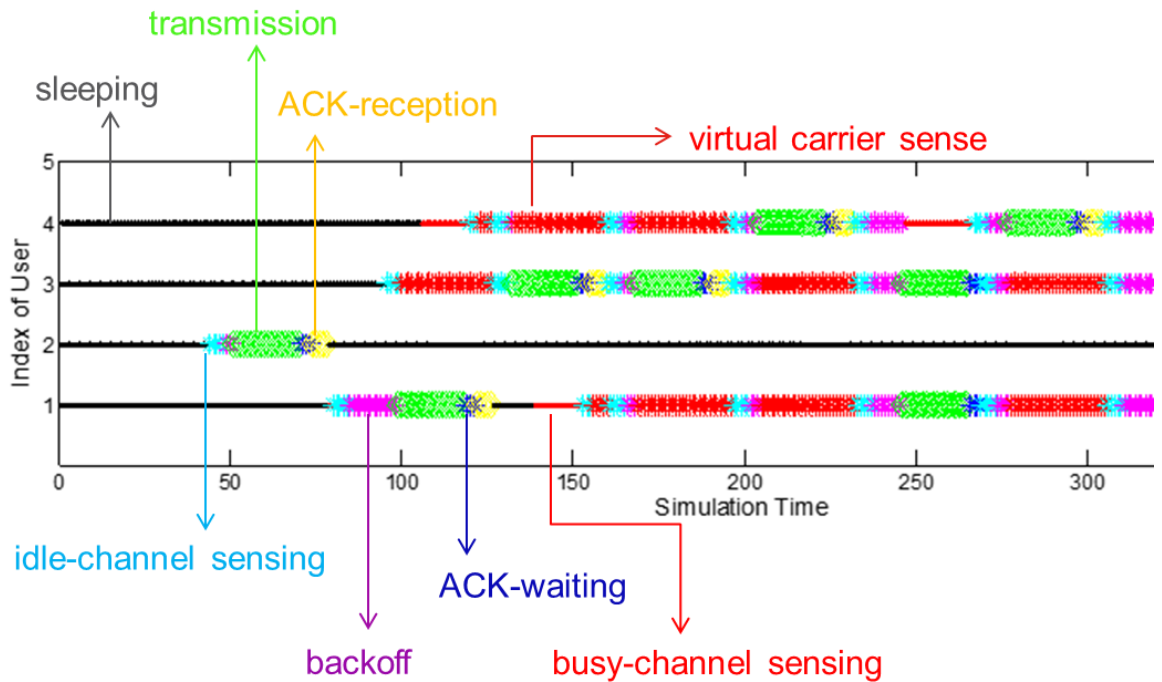 transmission
sleeping
ACK-reception
virtual carrier sense
5
4
3
2
1
Index of User
0 50 100 150 200 250 300
Simulation Time
idle-channel sensing
ACK-waiting
backoff
busy-channel sensing